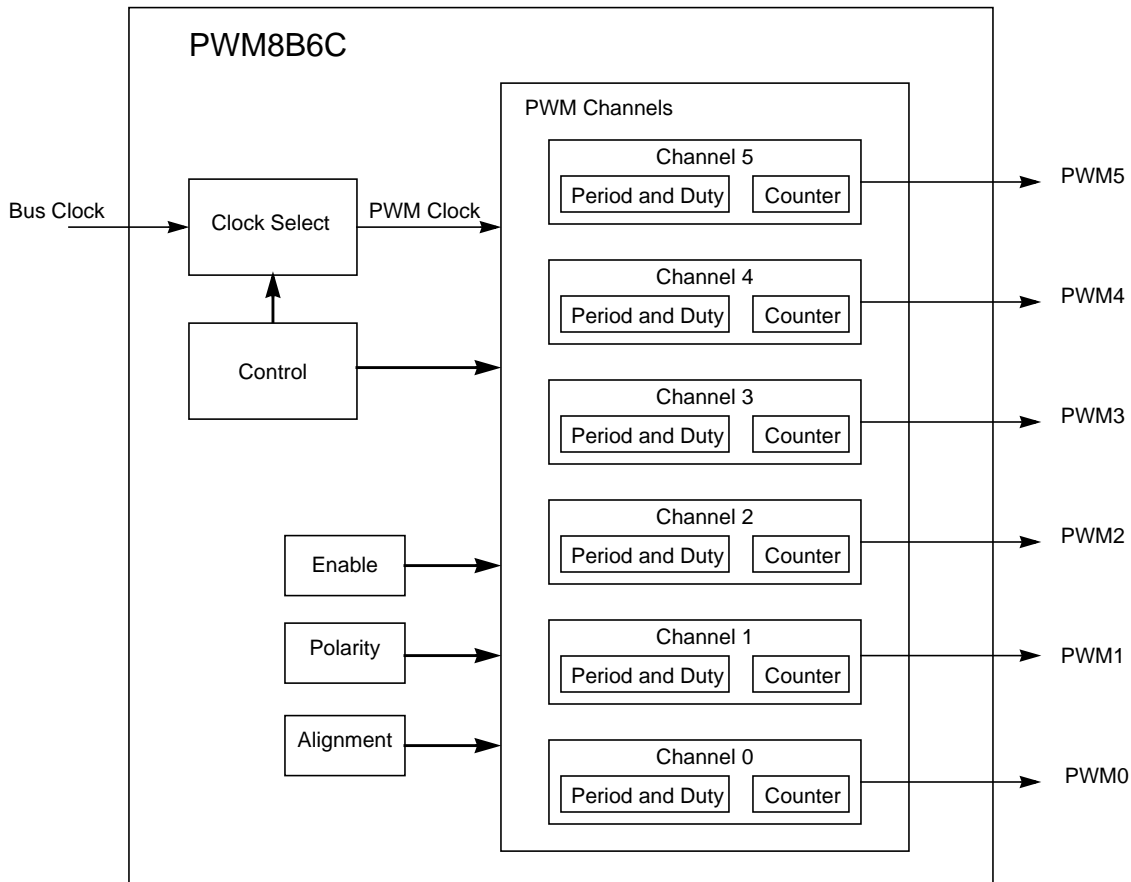 PWM8B6C
PWM Channels
Channel 5
Period and Duty
Counter
PWM5
Bus Clock
Clock Select
PWM Clock
Channel 4
Period and Duty
Counter
PWM4
Control
Channel 3
Period and Duty
Counter
PWM3
Channel 2
Period and Duty
Counter
PWM2
Enable
Channel 1
Period and Duty
Counter
PWM1
Polarity
Alignment
Channel 0
Period and Duty
Counter
PWM0